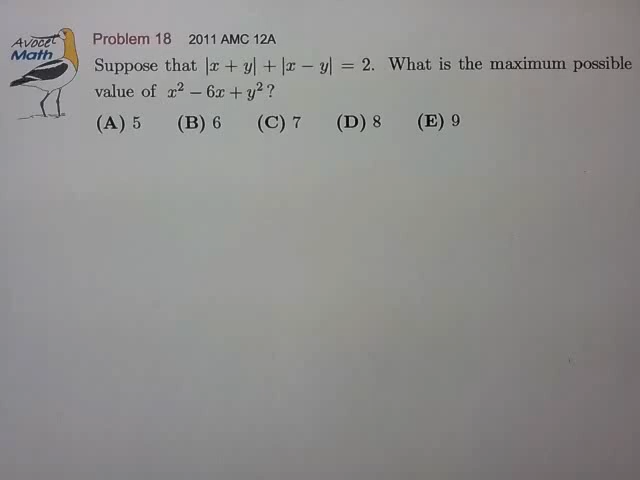 Avocet
Math
Problem 18 2011 AMC 12A
Suppose that |x + y| + |x − y| = 2. What is the maximum possible
value of x² − 6x + y² ?
(A) 5 (B) 6 (C) 7 (D) 8 (E) 9